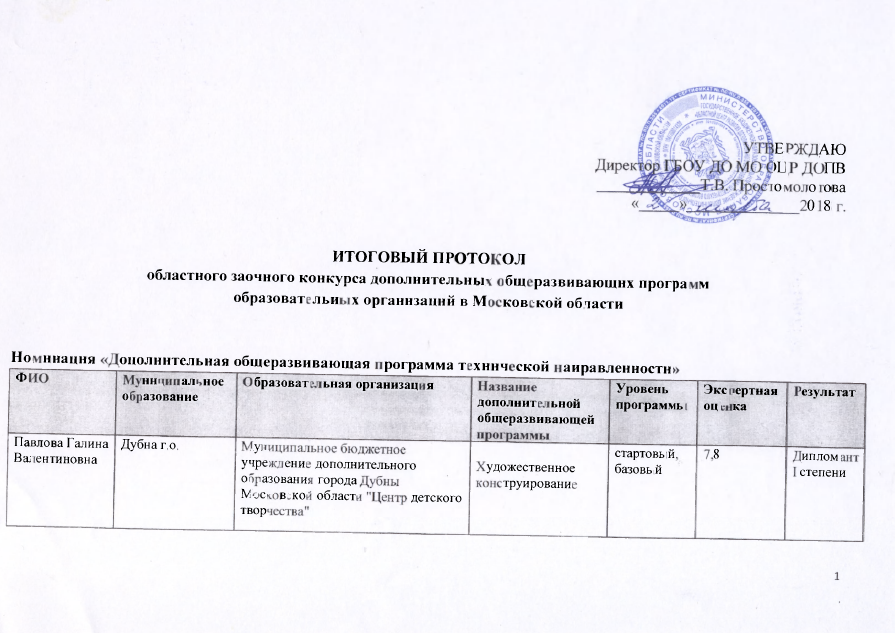 УТВЕРЖДАЮ
Директор ГБОУ ДО МО ОЦР ДОПВ
Т.В. Простомолотова
«____» ____________ 2018 г.
ИТОГОВЫЙ ПРОТОКОЛ
областного заочного конкурса дополнительных общеразвивающих программ
образовательных организаций в Московской области
Номинация «Дополнительная общеразвивающая программа технической направленности»
ФИО
Муниципальное
образование
Образовательная организация
Название
дополнительной
общеразвивающей
программы
Уровень
программы
Экспертная
оценка
Результат
Павлова Галина
Валентиновна
Дубна г.о.
Муниципальное бюджетное
учреждение дополнительного
образования города Дубны
Московской области "Центр детского
творчества"
Художественное
конструирование
стартовый,
базовый
7,8
Дипломант
I степени
1